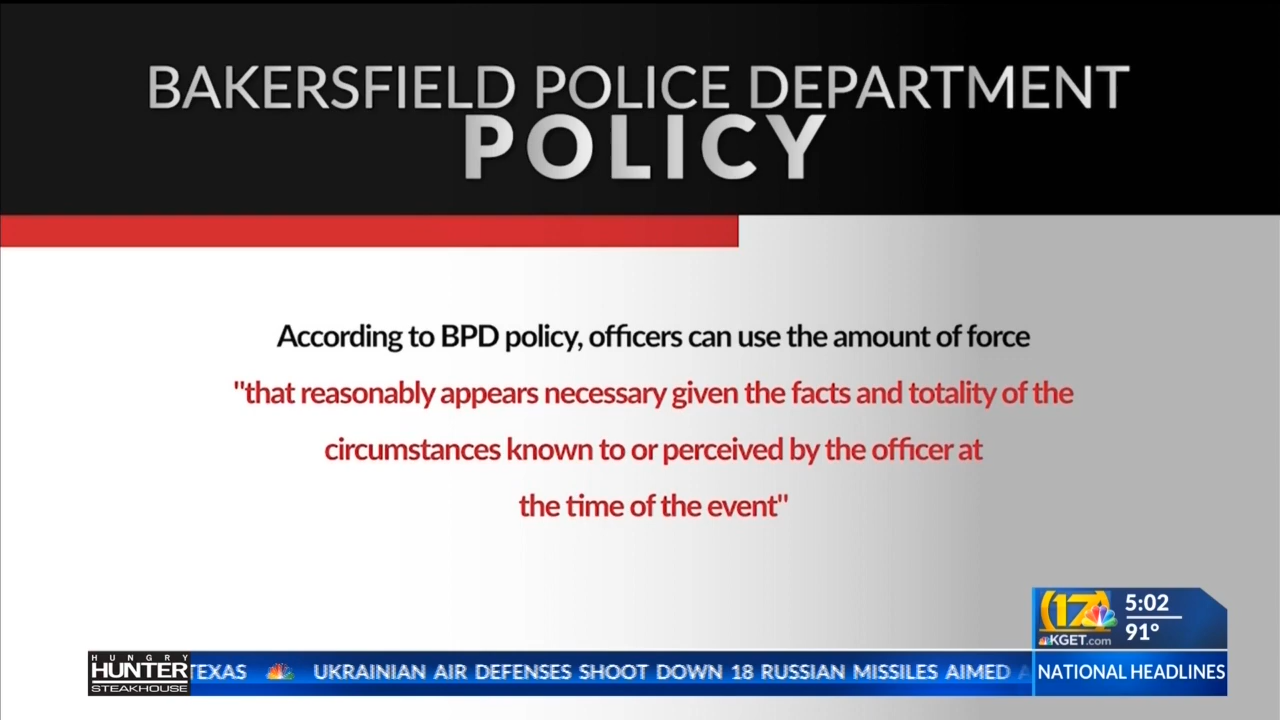 BAKERSFIELD POLICE DEPARTMENT
POLICY
According to BPD policy, officers can use the amount of force
"that reasonably appears necessary given the facts and totality of the
circumstances known to or perceived by the officer at
the time of the event"
17
KGET.com
5:02
91°
HUNGRY
HUNTER
STEAKHOUSE
TEXAS UKRAINIAN AIR DEFENSES SHOOT DOWN 18 RUSSIAN MISSILES AIMED
NATIONAL HEADLINES